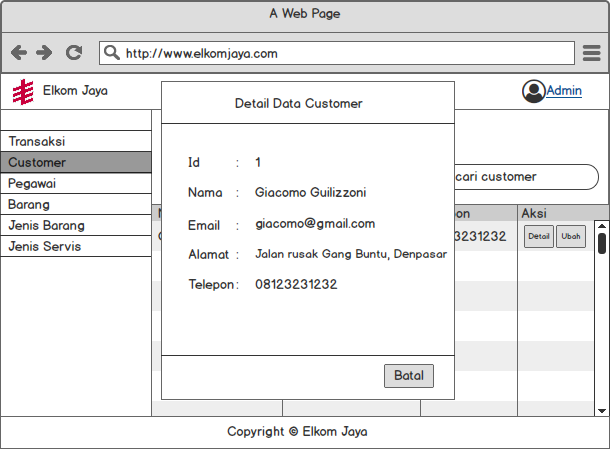 A Web Page
http://www.elkomjaya.com
Elkom Jaya
Admin
Detail Data Customer
Transaksi
Customer
Pegawai
Barang
Jenis Barang
Jenis Servis
cari customer
Aksi
Detail Ubah
Id : 1
Nama : Giacomo Guilizzoni
Email : giacomo@gmail.com
Alamat : Jalan rusak Gang Buntu, Denpasar
Telepon : 08123231232
Batal
Copyright © Elkom Jaya